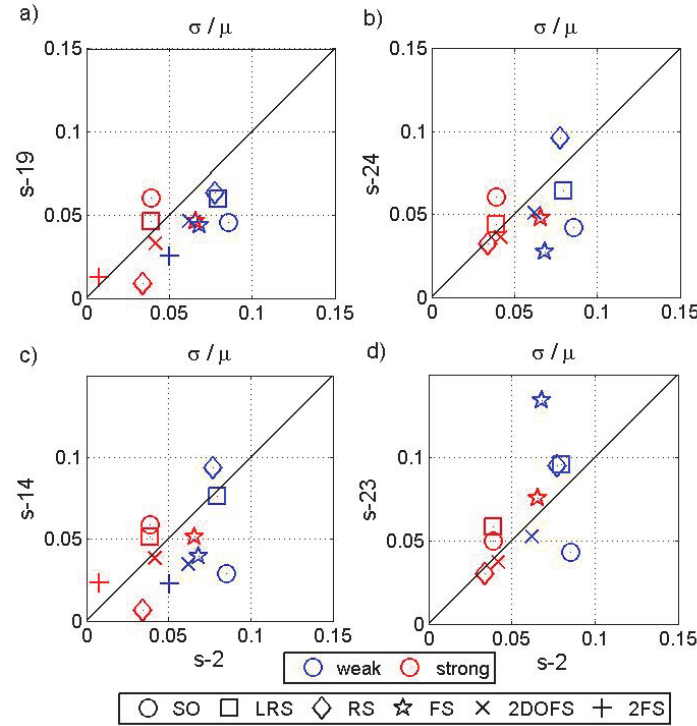 a) σ / μ
0.15
0.1
0.05
0
s-19
0 0.05 0.1 0.15
b) σ / μ
0.15
0.1
0.05
0
s-24
0 0.05 0.1 0.15
c) σ / μ
0.1
0.05
0
s-14
0 0.05 0.1 0.15
s-2
d) σ / μ
0.1
0.05
0
s-23
0 0.05 0.1 0.15
s-2
weak strong
SO LRS RS FS 2DOFS 2FS